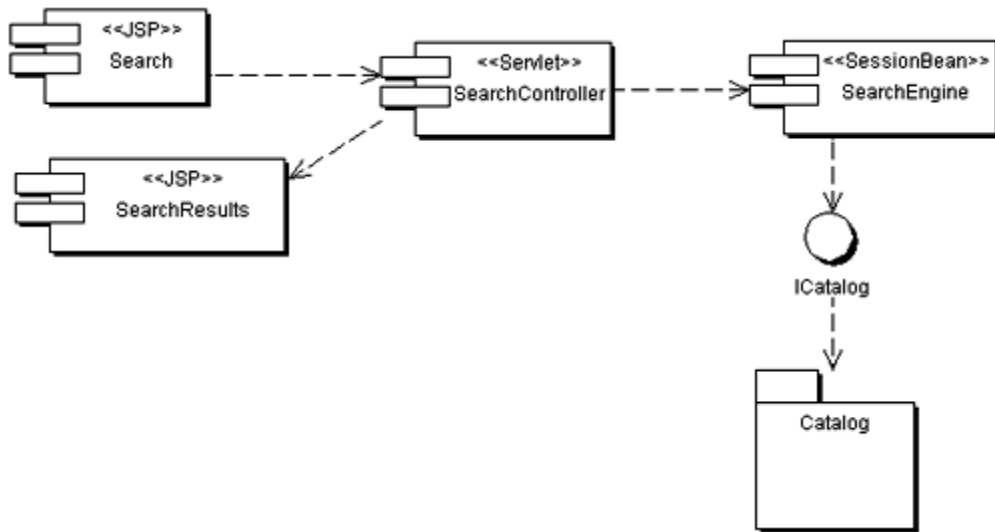 <<JSP>>
Search
<<Servlet>>
SearchController
<<SessionBean>>
SearchEngine
<<JSP>>
SearchResults
ICatalog
Catalog